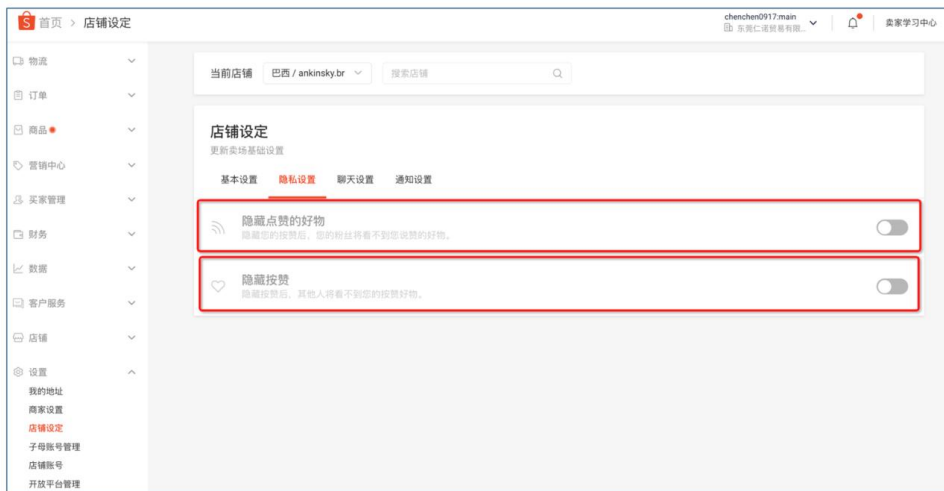 首页 > 店铺设定
chenchen0917:main
东莞仁诺贸易有限...
卖家学习中心
物流
订单
商品
营销中心
买家管理
财务
数据
客户服务
店铺
设置
我的地址
商家设置
店铺设定
子母账号管理
店铺账号
开放平台管理
当前店铺 巴西 / ankinsky.br 搜索店铺
店铺设定
更新卖场基础设置
基本设置 隐私设置 聊天设置 通知设置
隐藏点赞的好物
隐藏您的按赞后，您的粉丝将看不到您说赞的好物。
隐藏按赞
隐藏按赞后，其他人将看不到您的按赞好物。